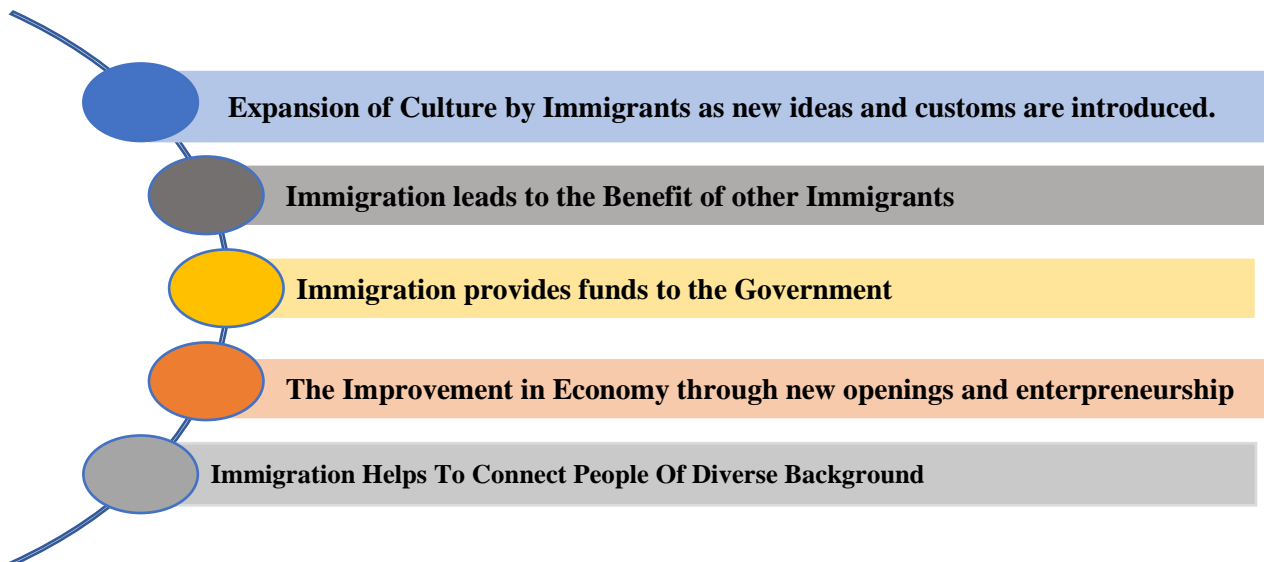 Expansion of Culture by Immigrants as new ideas and customs are introduced.
Immigration leads to the Benefit of other Immigrants
Immigration provides funds to the Government
The Improvement in Economy through new openings and enterpreneurship
Immigration Helps To Connect People Of Diverse Background